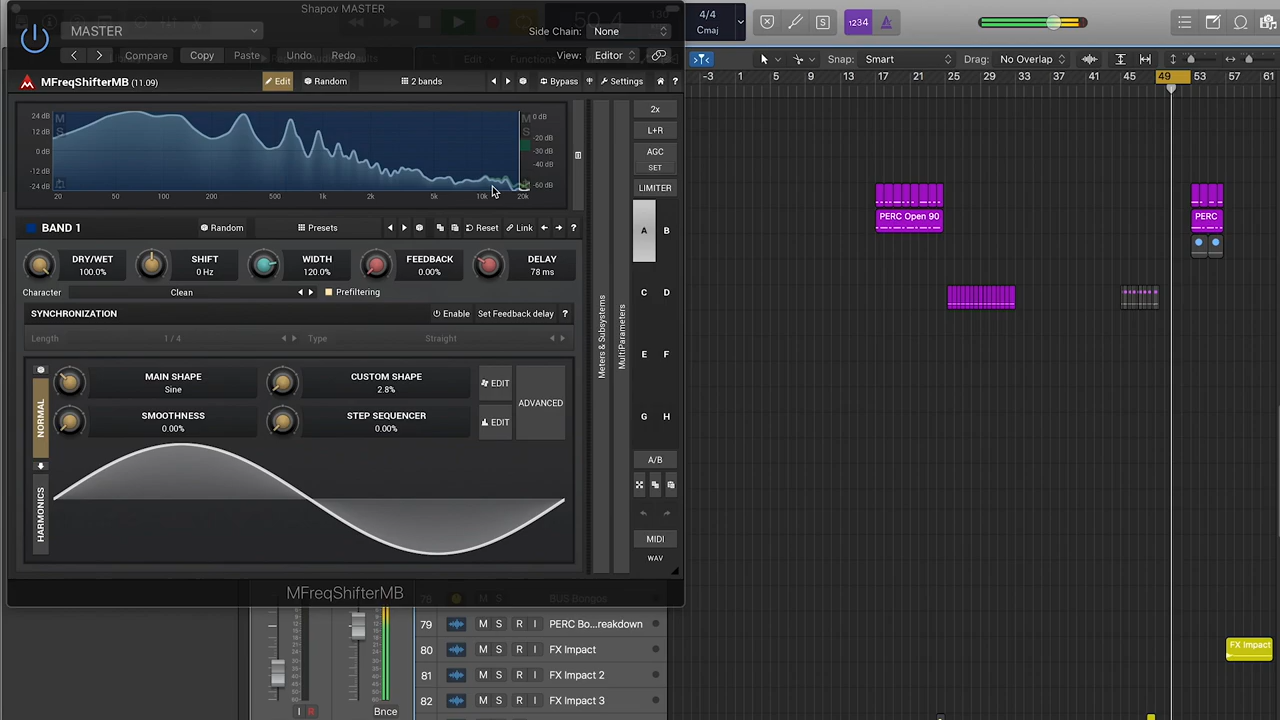 Shapov MASTER
MASTER
Side Chain: None
Compare Copy Paste Undo Redo
View: Editor
MFreqShifterMB (11.09)
Edit
Random
2 bands
Bypass
Settings
24 dB
12 dB
0 dB
-12 dB
-24 dB
M
S
M
S
0 dB
-20 dB
-30 dB
-40 dB
-60 dB
20 50 100 200 500 1k 2k 5k 10k 20k
2x
L+R
AGC
SET
LIMITER
A B
C D
E F
G H
A/B
MIDI
WAV
Meters & Subsystems
MultiParameters
BAND 1
Random
Presets
Reset
Link
DRY/WET
100.0%
SHIFT
0 Hz
WIDTH
120.0%
FEEDBACK
0.00%
DELAY
78 ms
Character
Clean
Prefiltering
SYNCHRONIZATION
Enable
Set Feedback delay
?
Length 1 / 4 Type Straight
NORMAL
HARMONICS
MAIN SHAPE
Sine
CUSTOM SHAPE
2.8%
EDIT
SMOOTHNESS
0.00%
STEP SEQUENCER
0.00%
EDIT
ADVANCED
MFreqShifterMB
4/4
Cmaj
S
1234
Snap: Smart
Drag: No Overlap
-3 1 5 9 13 17 21 25 29 33 37 41 45 49 53 57 61
PERC Open 90
PERC
FX Impact
78 M S BUS Bongos
79 M S R I PERC Bo...reakdown
80 M S R I FX Impact
81 M S R I FX Impact 2
82 M S R I FX Impact 3
I R
Bnce